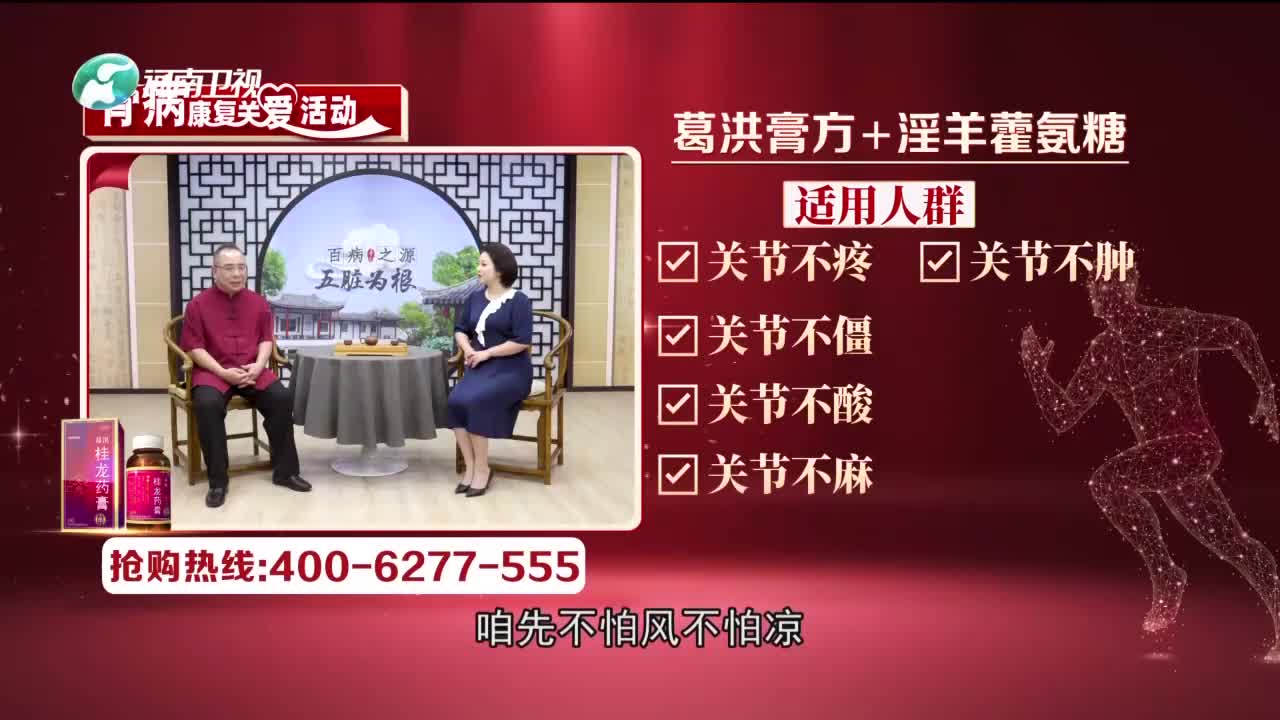 河南卫视
骨病康复关爱活动
葛洪膏方+淫羊藿氨糖
适用人群
关节不疼 关节不肿
关节不僵
关节不酸
关节不麻
百病之源
五脏为根
葛洪
桂龙药膏
桂龙药膏
抢购热线:400-6277-555
咱先不怕风不怕凉